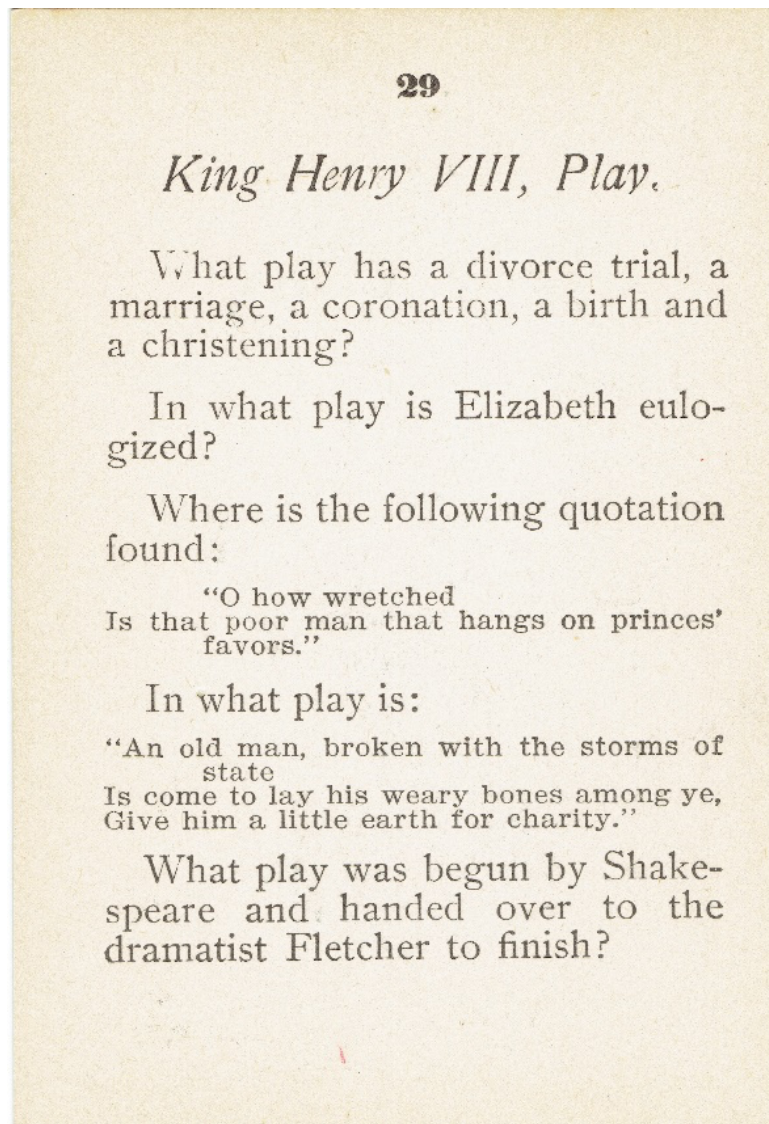 29
King Henry VIII, Play.
What play has a divorce trial, a
marriage, a coronation, a birth and
a christening?
In what play is Elizabeth eulo-
gized?
Where is the following quotation
found:
"O how wretched
Is that poor man that hangs on princes'
favors."
In what play is:
"An old man, broken with the storms of
state
Is come to lay his weary bones among ye,
Give him a little earth for charity."
What play was begun by Shake-
speare and handed over to the
dramatist Fletcher to finish?